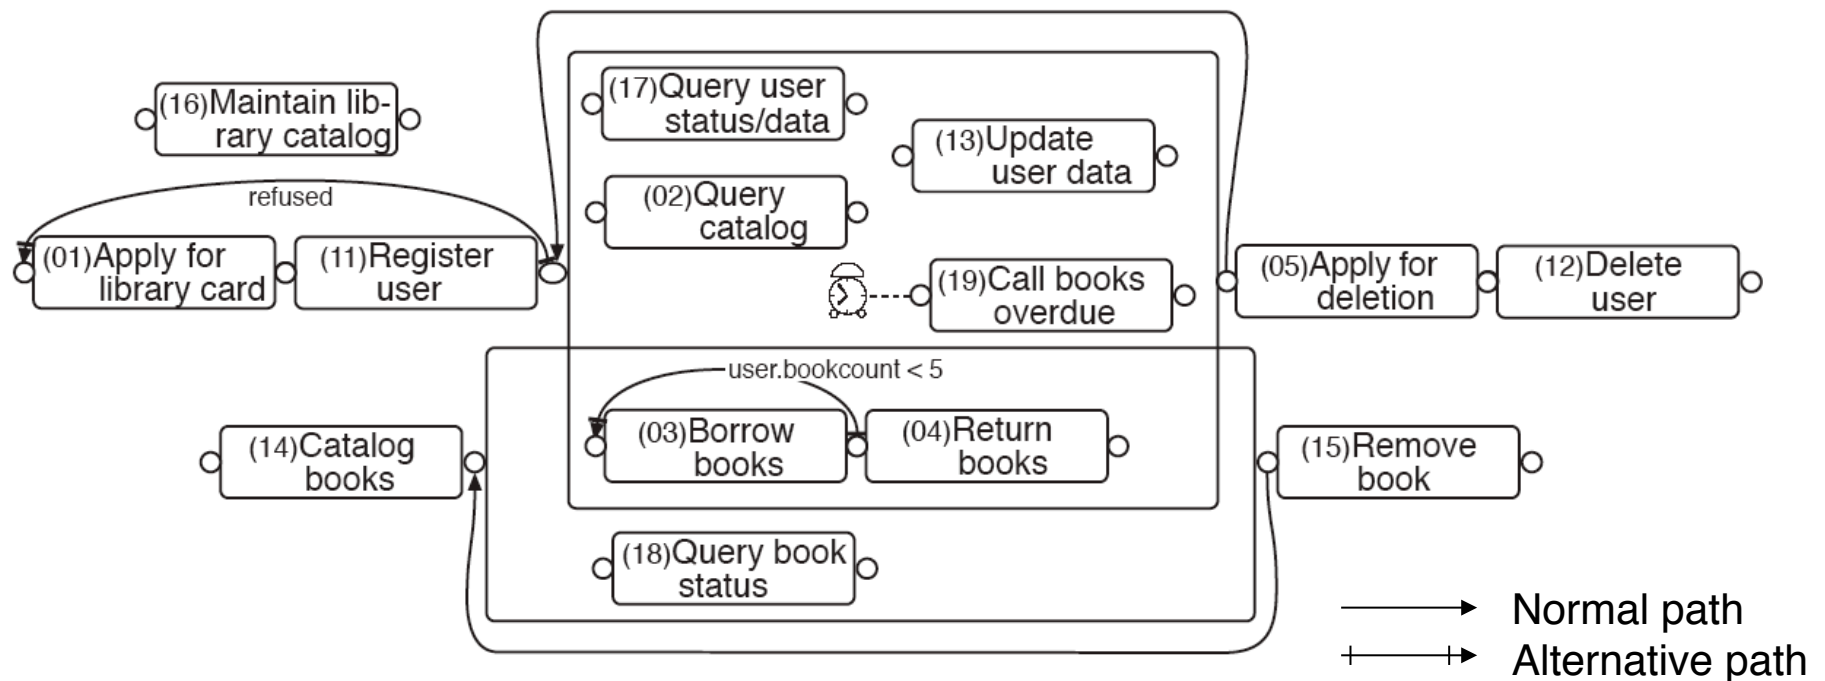 (16)Maintain lib-
rary catalog
refused
(01)Apply for
library card
(11)Register
user
(17)Query user
status/data
(13)Update
user data
(02)Query
catalog
(19)Call books
overdue
(05)Apply for
deletion
(12)Delete
user
user.bookcount < 5
(14)Catalog
books
(03)Borrow
books
(04)Return
books
(15)Remove
book
(18)Query book
status
Normal path
Alternative path